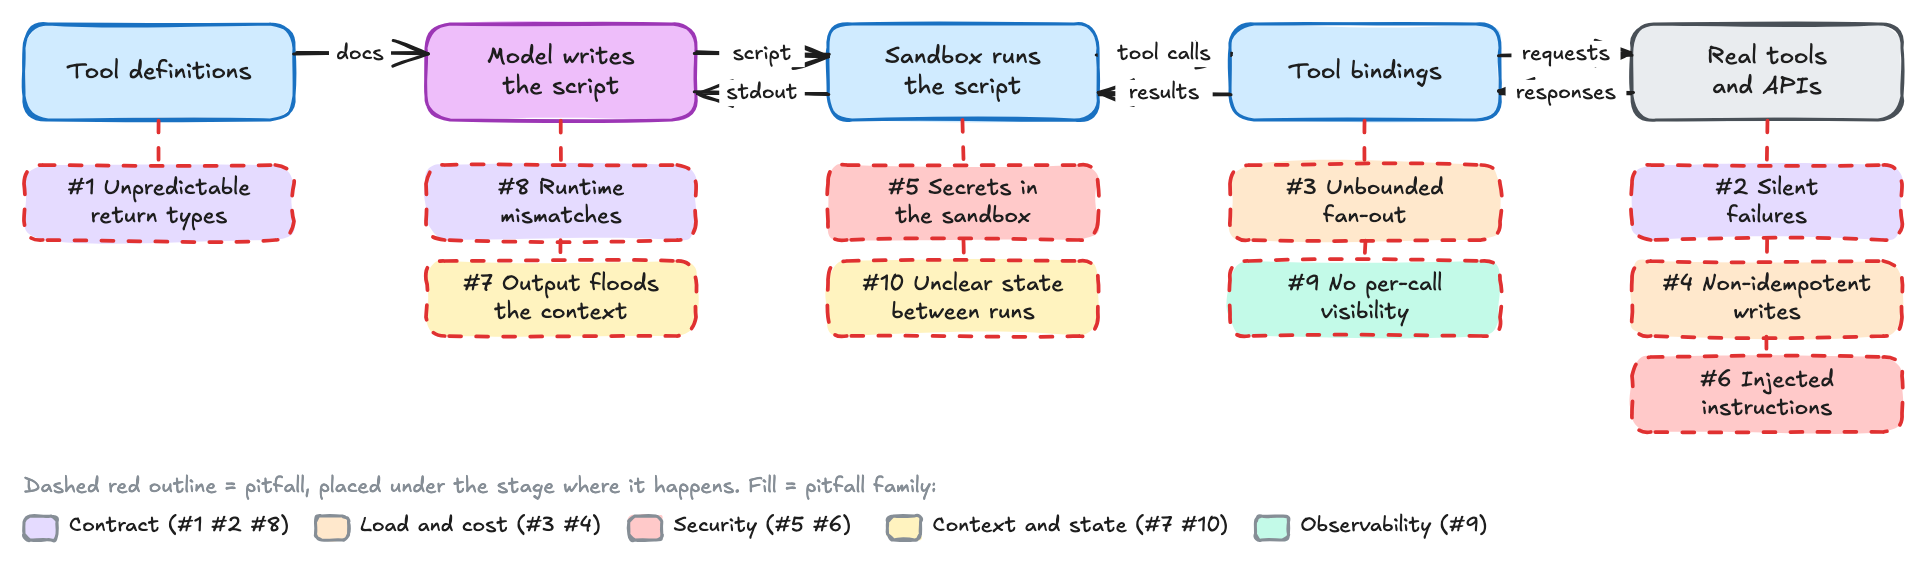 Tool definitions
docs
Model writes
the script
script
stdout
Sandbox runs
the script
tool calls
results
Tool bindings
requests
responses
Real tools
and APIs
#1 Unpredictable
return types
#8 Runtime
mismatches
#5 Secrets in
the sandbox
#3 Unbounded
fan-out
#2 Silent
failures
#7 Output floods
the context
#10 Unclear state
between runs
#9 No per-call
visibility
#4 Non-idempotent
writes
#6 Injected
instructions
Dashed red outline = pitfall, placed under the stage where it happens. Fill = pitfall family:
Contract (#1 #2 #8)
Load and cost (#3 #4)
Security (#5 #6)
Context and state (#7 #10)
Observability (#9)